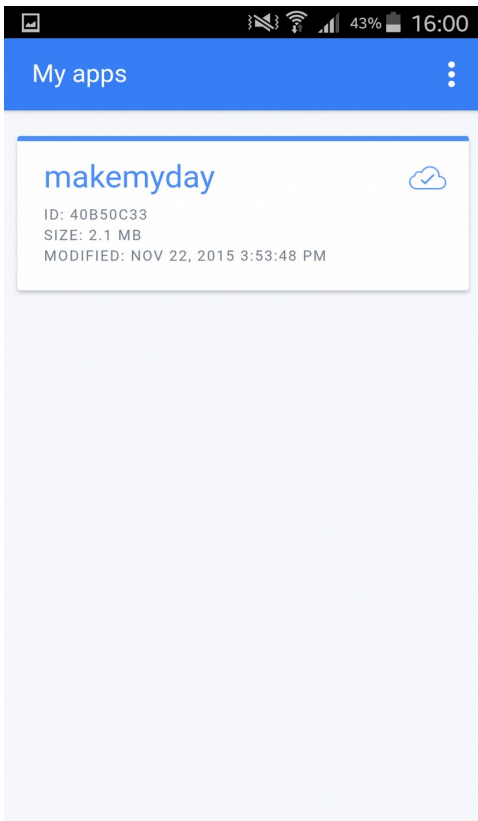 43% 16:00
My apps
makemyday
ID: 40B50C33
SIZE: 2.1 MB
MODIFIED: NOV 22, 2015 3:53:48 PM